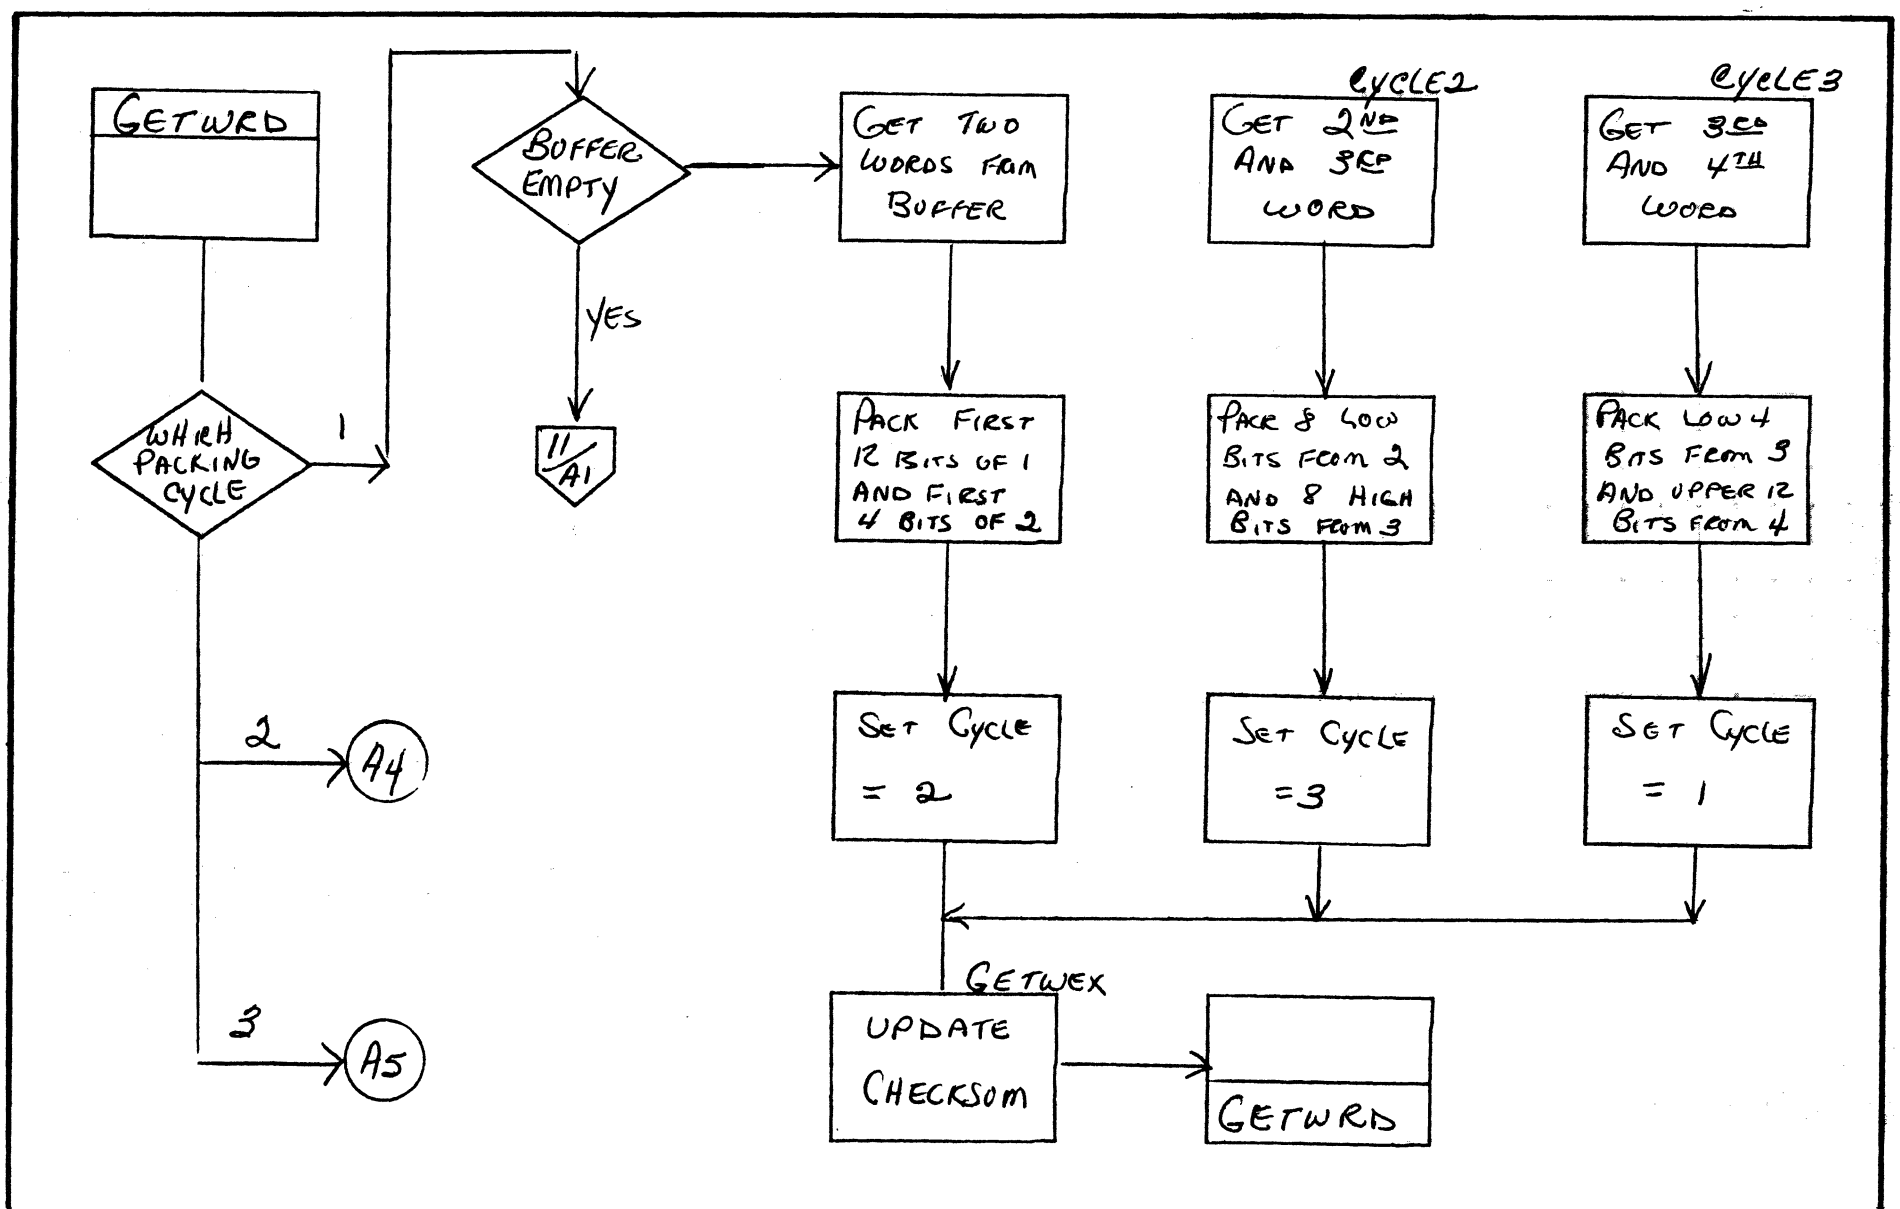 GETWRD
WHICH
PACKING
CYCLE
1
2
A4
3
A5
BUFFER
EMPTY
YES
11/A1
GET TWO
WORDS FROM
BUFFER
PACK FIRST
12 BITS OF 1
AND FIRST
4 BITS OF 2
SET CYCLE
= 2
GETWEX
UPDATE
CHECKSUM
CYCLE2
GET 2ND
AND 3RD
WORD
PACK 8 LOW
BITS FROM 2
AND 8 HIGH
BITS FROM 3
SET CYCLE
=3
GETWRD
CYCLE3
GET 3RD
AND 4TH
WORD
PACK LOW 4
BITS FROM 3
AND UPPER 12
BITS FROM 4
SET CYCLE
= 1